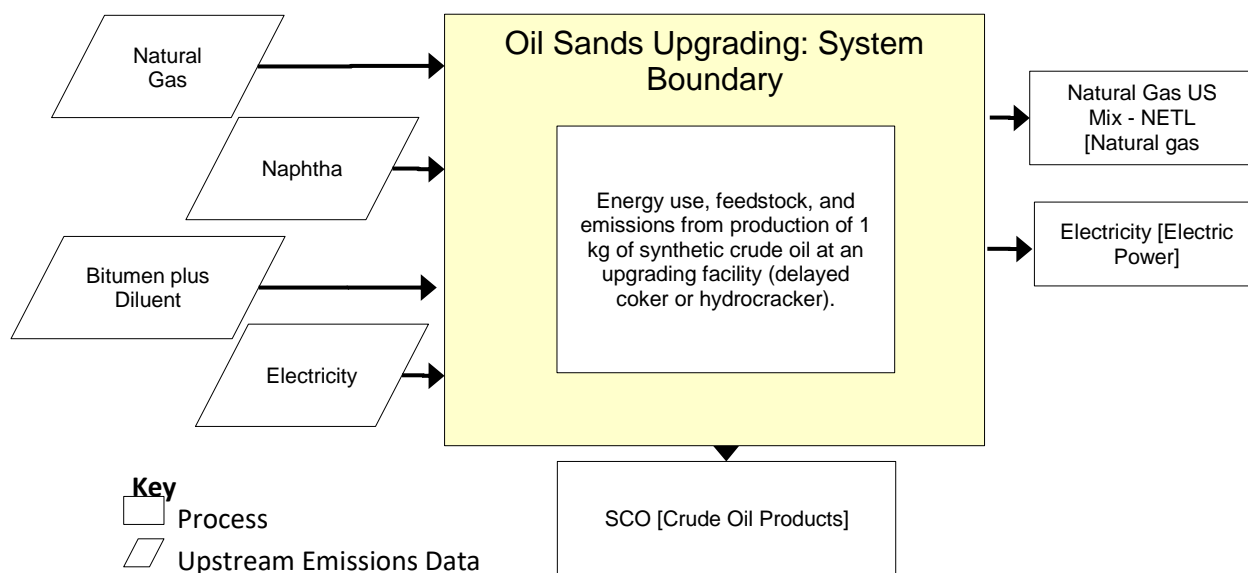 Oil Sands Upgrading: System
Boundary
Natural
Gas
Naphtha
Bitumen plus
Diluent
Electricity
Energy use, feedstock, and
emissions from production of 1
kg of synthetic crude oil at an
upgrading facility (delayed
coker or hydrocracker).
Natural Gas US
Mix - NETL
[Natural gas
Electricity [Electric
Power]
SCO [Crude Oil Products]
Key
Process
Upstream Emissions Data